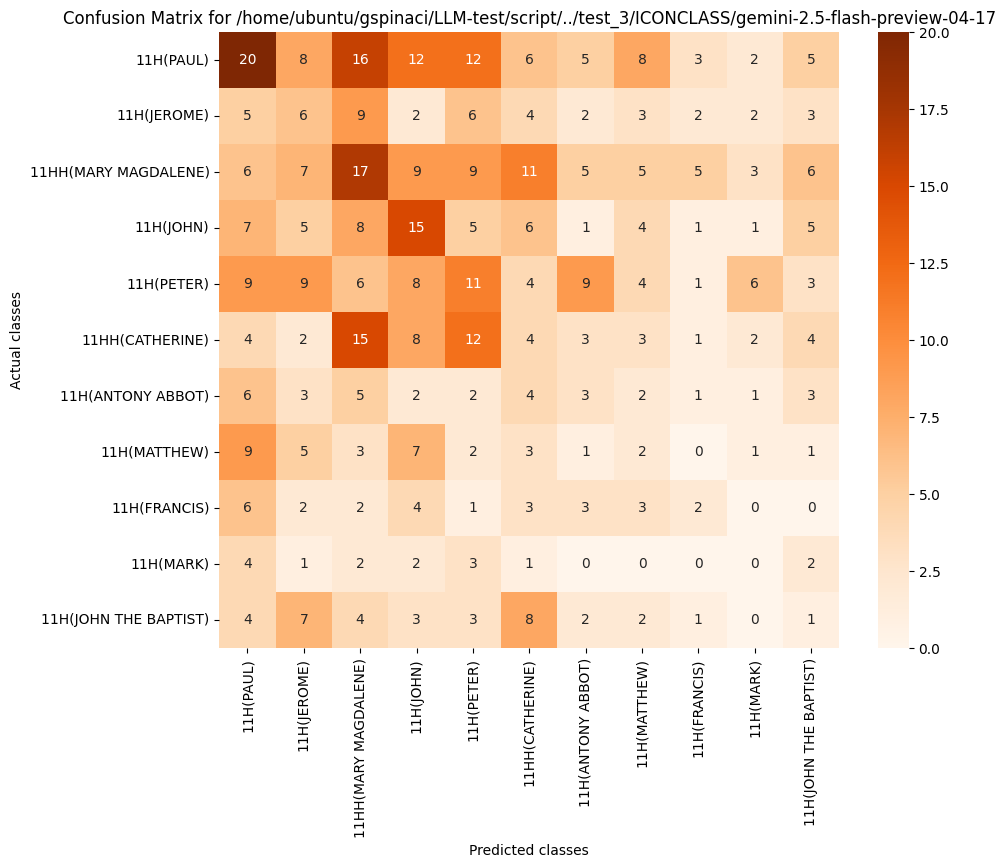 Confusion Matrix for /home/ubuntu/gspinaci/LLM-test/script/../test_3/ICONCLASS/gemini-2.5-flash-preview-04-17
11H(PAUL) 20 8 16 12 12 6 5 8 3 2 5
11H(JEROME) 5 6 9 2 6 4 2 3 2 2 3
11HH(MARY MAGDALENE) 6 7 17 9 9 11 5 5 5 3 6
11H(JOHN) 7 5 8 15 5 6 1 4 1 1 5
11H(PETER) 9 9 6 8 11 4 9 4 1 6 3
11HH(CATHERINE) 4 2 15 8 12 4 3 3 1 2 4
11H(ANTONY ABBOT) 6 3 5 2 2 4 3 2 1 1 3
11H(MATTHEW) 9 5 3 7 2 3 1 2 0 1 1
11H(FRANCIS) 6 2 2 4 1 3 3 3 2 0 0
11H(MARK) 4 1 2 2 3 1 0 0 0 0 2
11H(JOHN THE BAPTIST) 4 7 4 3 3 8 2 2 1 0 1
Actual classes
11H(PAUL)
11H(JEROME)
11HH(MARY MAGDALENE)
11H(JOHN)
11H(PETER)
11HH(CATHERINE)
11H(ANTONY ABBOT)
11H(MATTHEW)
11H(FRANCIS)
11H(MARK)
11H(JOHN THE BAPTIST)
Predicted classes
20.0
17.5
15.0
12.5
10.0
7.5
5.0
2.5
0.0